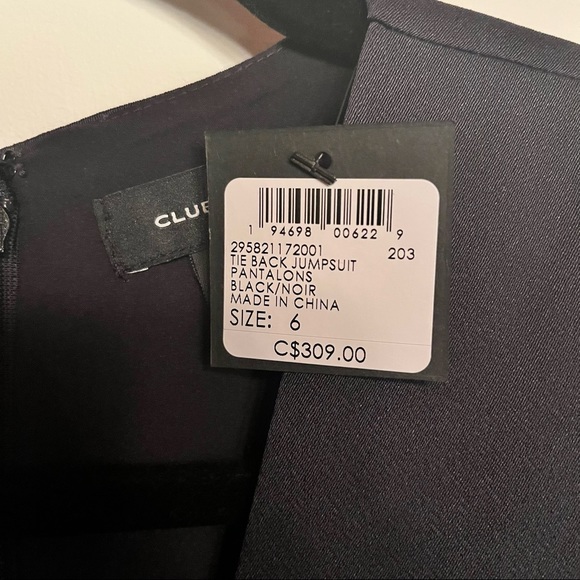 CLUB
1 94698 00622 9
295821172001 203
TIE BACK JUMPSUIT
PANTALONS
BLACK/NOIR
MADE IN CHINA
SIZE: 6
C$309.00